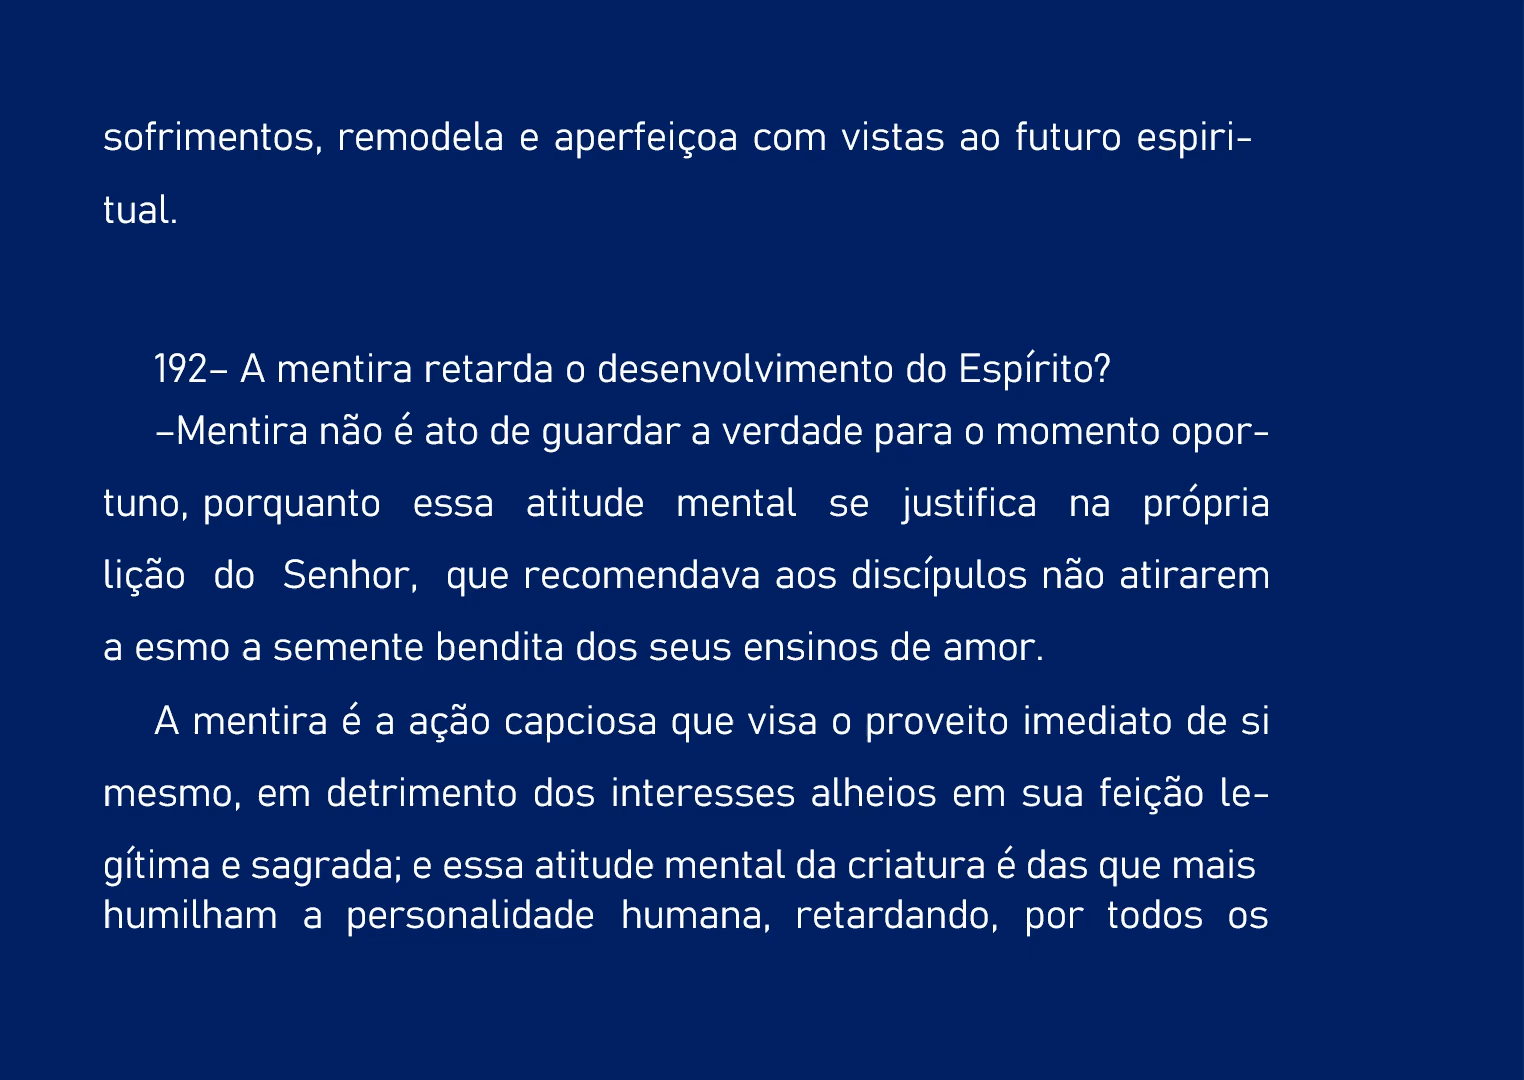 sofrimentos, remodela e aperfeiçoa com vistas ao futuro espiri-
tual.
192– A mentira retarda o desenvolvimento do Espírito?
–Mentira não é ato de guardar a verdade para o momento opor-
tuno, porquanto essa atitude mental se justifica na própria
lição do Senhor, que recomendava aos discípulos não atirarem
a esmo a semente bendita dos seus ensinos de amor.
A mentira é a ação capciosa que visa o proveito imediato de si
mesmo, em detrimento dos interesses alheios em sua feição le-
gítima e sagrada; e essa atitude mental da criatura é das que mais
humilham a personalidade humana, retardando, por todos os